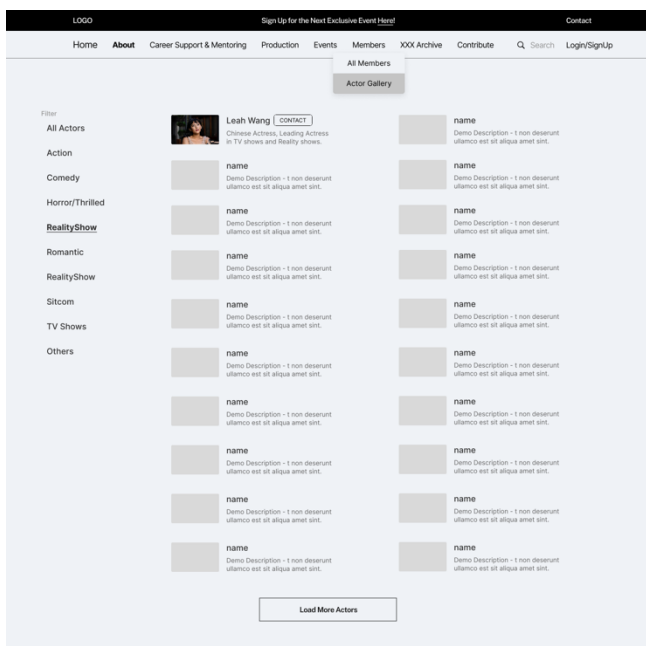 LOGO
Sign Up for the Next Exclusive Event Here!
Contact
Home About Career Support & Mentoring Production Events Members XXX Archive Contribute Search Login/SignUp
All Members
Actor Gallery
Filter
All Actors
Action
Comedy
Horror/Thrilled
RealityShow
Romantic
RealityShow
Sitcom
TV Shows
Others
Leah Wang CONTACT
Chinese Actress, Leading Actress
in TV shows and Reality shows.
name
Demo Description - t non deserunt
ullamco est sit aliqua amet sint.
name
Demo Description - t non deserunt
ullamco est sit aliqua amet sint.
name
Demo Description - t non deserunt
ullamco est sit aliqua amet sint.
name
Demo Description - t non deserunt
ullamco est sit aliqua amet sint.
name
Demo Description - t non deserunt
ullamco est sit aliqua amet sint.
name
Demo Description - t non deserunt
ullamco est sit aliqua amet sint.
name
Demo Description - t non deserunt
ullamco est sit aliqua amet sint.
name
Demo Description - t non deserunt
ullamco est sit aliqua amet sint.
name
Demo Description - t non deserunt
ullamco est sit aliqua amet sint.
name
Demo Description - t non deserunt
ullamco est sit aliqua amet sint.
name
Demo Description - t non deserunt
ullamco est sit aliqua amet sint.
name
Demo Description - t non deserunt
ullamco est sit aliqua amet sint.
name
Demo Description - t non deserunt
ullamco est sit aliqua amet sint.
name
Demo Description - t non deserunt
ullamco est sit aliqua amet sint.
name
Demo Description - t non deserunt
ullamco est sit aliqua amet sint.
name
Demo Description - t non deserunt
ullamco est sit aliqua amet sint.
name
Demo Description - t non deserunt
ullamco est sit aliqua amet sint.
name
Demo Description - t non deserunt
ullamco est sit aliqua amet sint.
name
Demo Description - t non deserunt
ullamco est sit aliqua amet sint.
Load More Actors